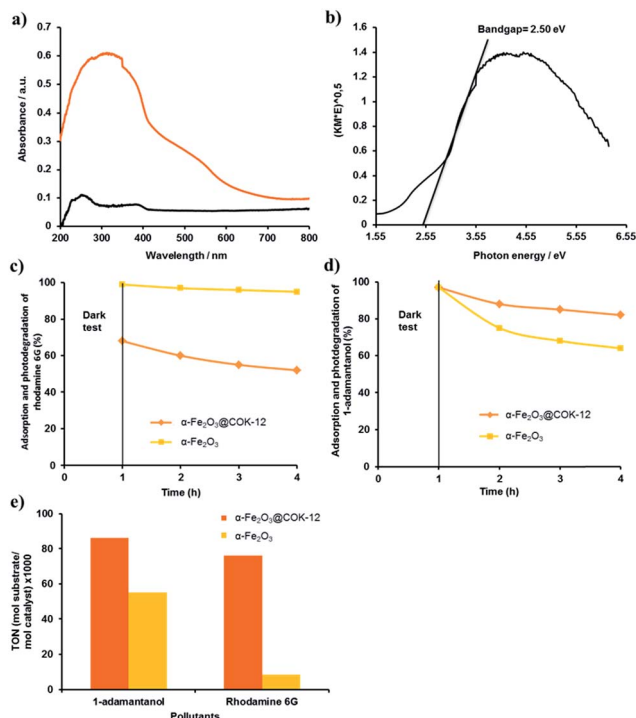 a)
0.7
0.6
0.5
0.4
0.3
0.2
0.1
0
200 300 400 500 600 700 800
Absorbance / a.u.
Wavelength / nm
b)
Bandgap= 2.50 eV
1.6
1.4
1.2
1
0.8
0.6
0.4
0.2
0
1.55 2.55 3.55 4.55 5.55 6.55
(KM*E)^0,5
Photon energy / eV
c)
100
80
60
40
20
0
0 1 2 3 4
Dark
test
α-Fe₂O₃@COK-12
α-Fe₂O₃
Adsorption and photodegradation of
rhodamine 6G (%)
Time (h)
d)
100
80
60
40
20
0
0 1 2 3 4
Dark
test
α-Fe₂O₃@COK-12
α-Fe₂O₃
Adsorption and photdegradation of
1-adamantanol (%)
Time (h)
e)
100
80
60
40
20
0
α-Fe₂O₃@COK-12
α-Fe₂O₃
TON (mol substrate/
mol catalyst) x1000
1-adamantanol Rhodamine 6G
Pollutants